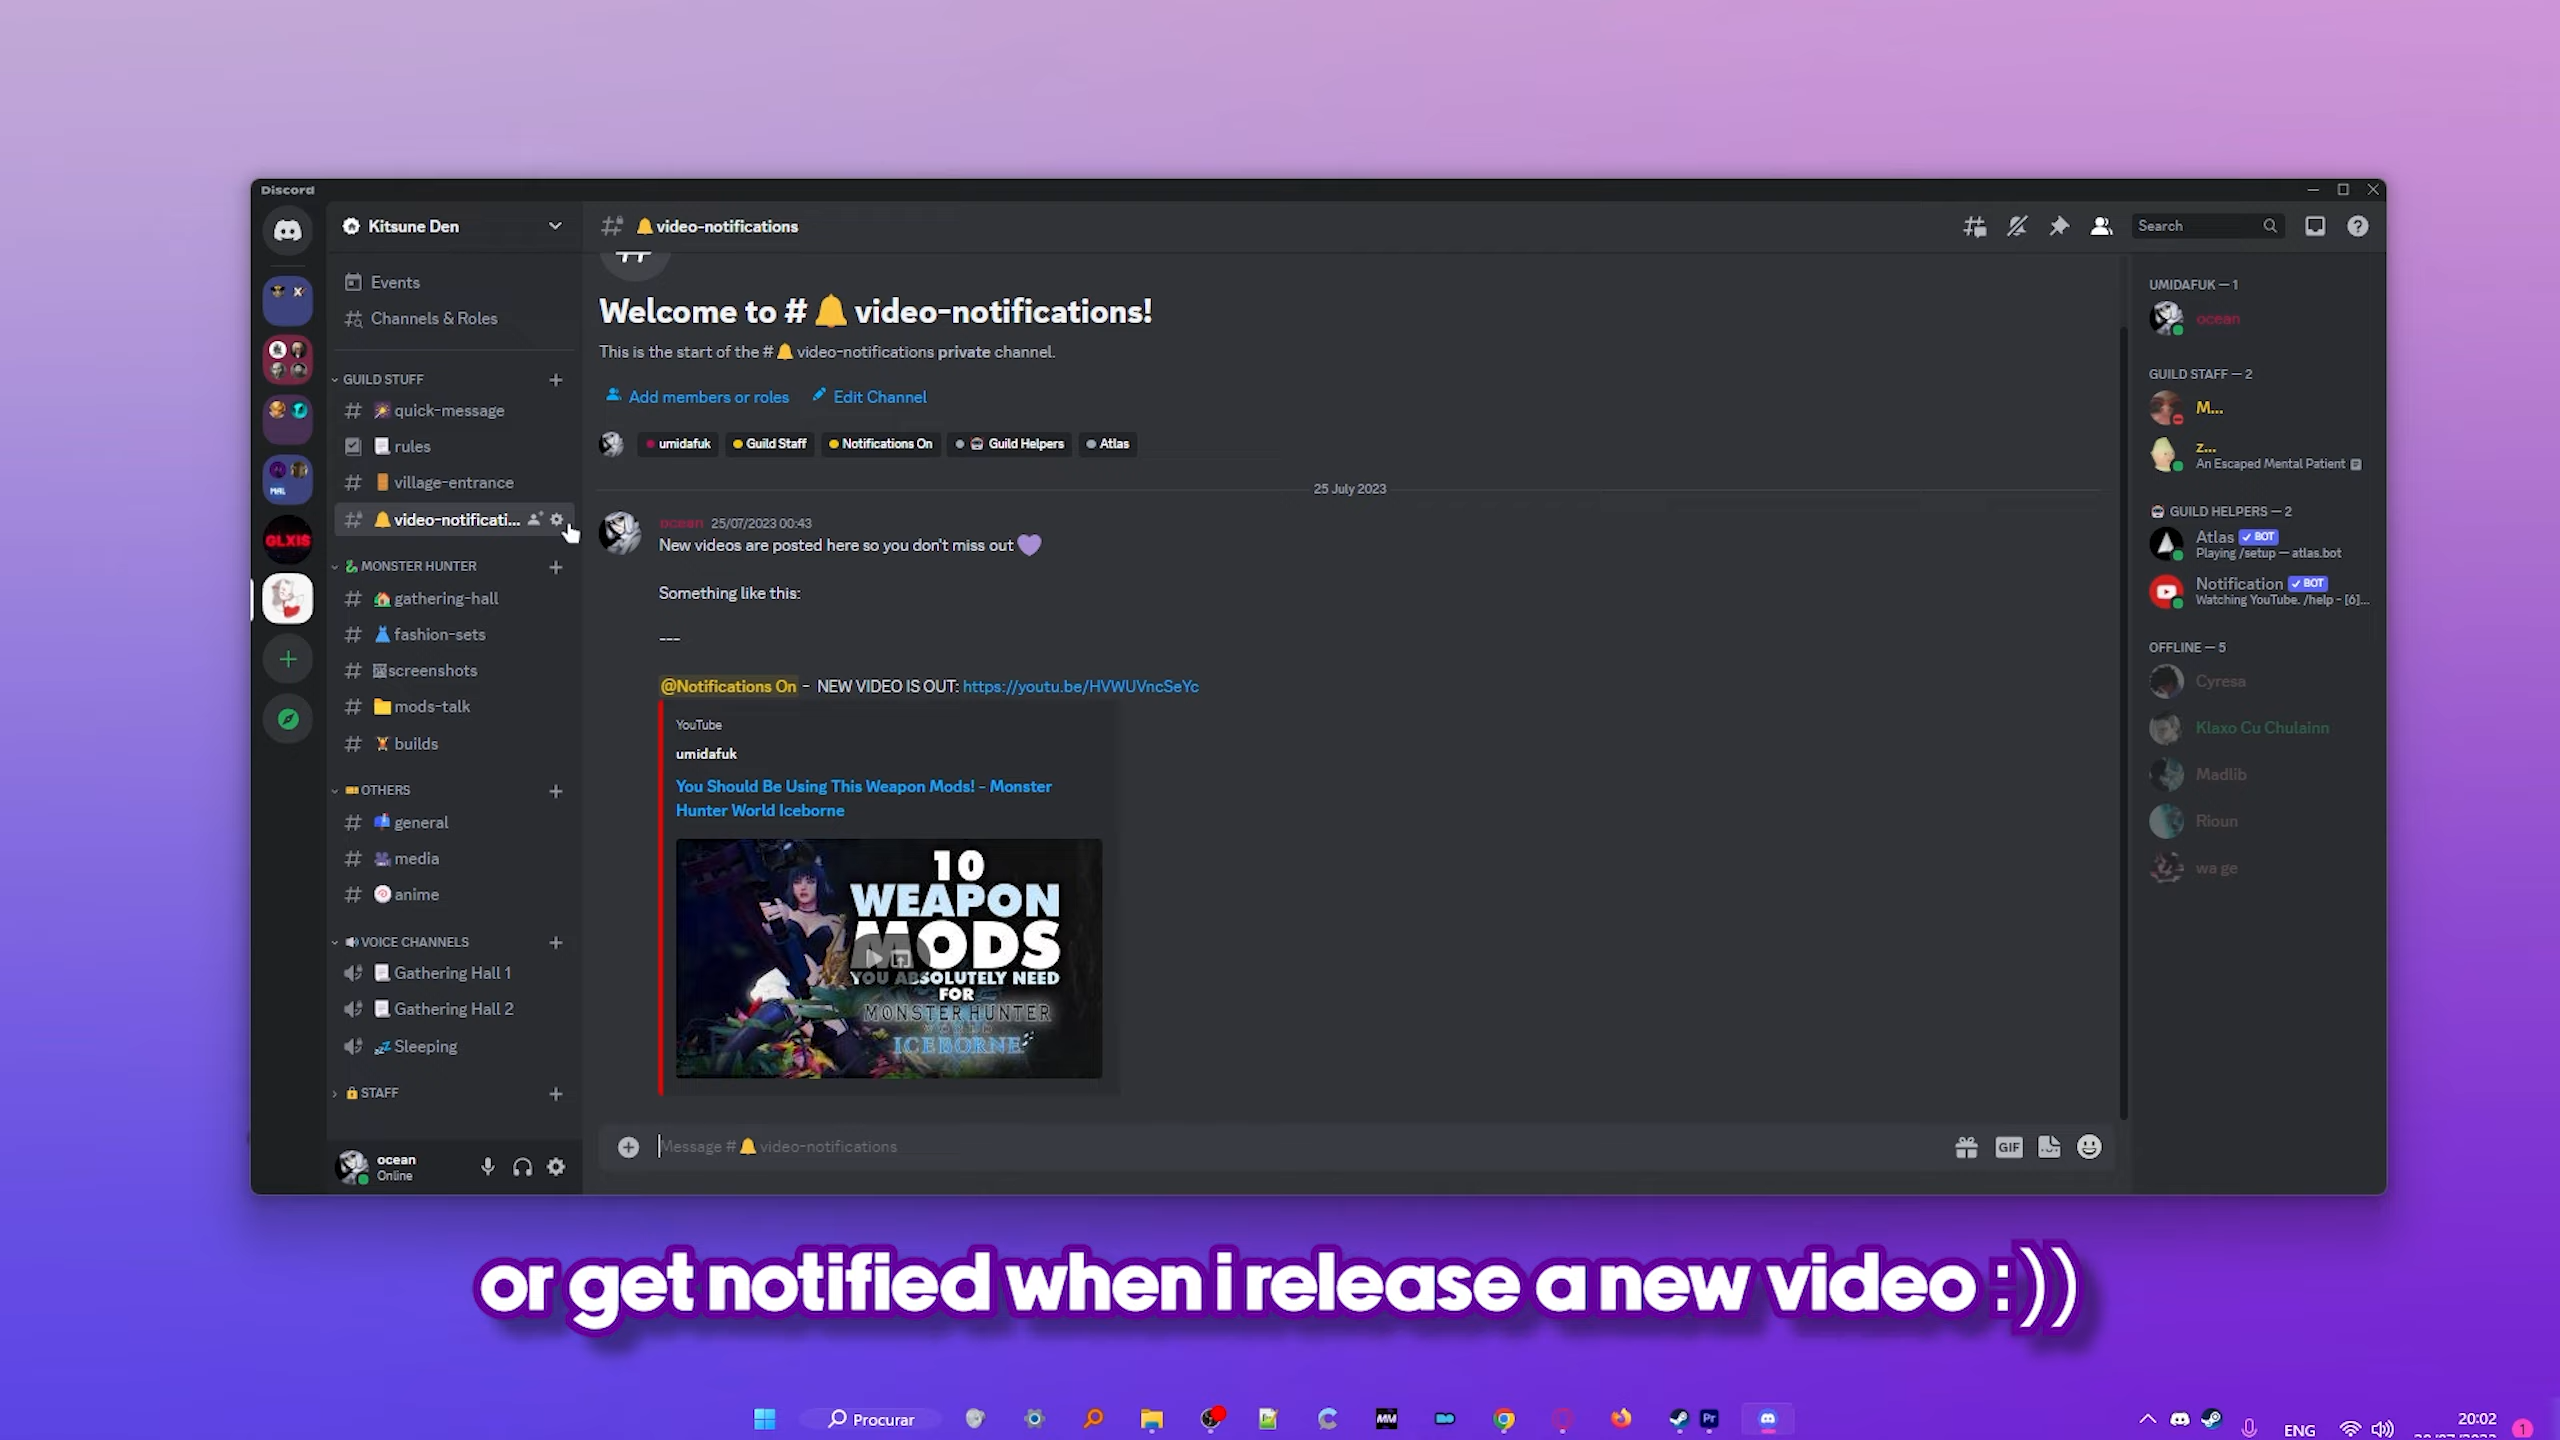 Discord
Kitsune Den
Events
Channels & Roles
GUILD STUFF
quick-message
rules
village-entrance
video-notificati...
MONSTER HUNTER
gathering-hall
fashion-sets
screenshots
mods-talk
builds
OTHERS
general
media
anime
VOICE CHANNELS
Gathering Hall 1
Gathering Hall 2
Sleeping
STAFF
ocean
Online
GLXIS
MAL
# 🔔video-notifications
Search
Welcome to #🔔video-notifications!
This is the start of the #🔔video-notifications private channel.
Add members or roles Edit Channel
umidafuk Guild Staff Notifications On Guild Helpers Atlas
25 July 2023
ocean 25/07/2023 00:43
New videos are posted here so you don't miss out 💜
Something like this:
---
@Notifications On - NEW VIDEO IS OUT: https://youtu.be/HVWUVncSeYc
YouTube
umidafuk
You Should Be Using This Weapon Mods! - Monster
Hunter World Iceborne
10
WEAPON
MODS
YOU ABSOLUTELY NEED
FOR
MONSTER HUNTER
WORLD
ICEBORNE
Message #🔔video-notifications
GIF
UMIDAFUK — 1
ocean
GUILD STAFF — 2
M...
z...
An Escaped Mental Patient
GUILD HELPERS — 2
Atlas ✓ BOT
Playing /setup — atlas.bot
Notification ✓ BOT
Watching YouTube. /help - [6]...
OFFLINE — 5
Cyresa
Klaxo Cu Chulainn
Madlib
Rioun
wa ge
or get notified when i release a new video :))
Procurar
MM
Pr
ENG
20:02
1